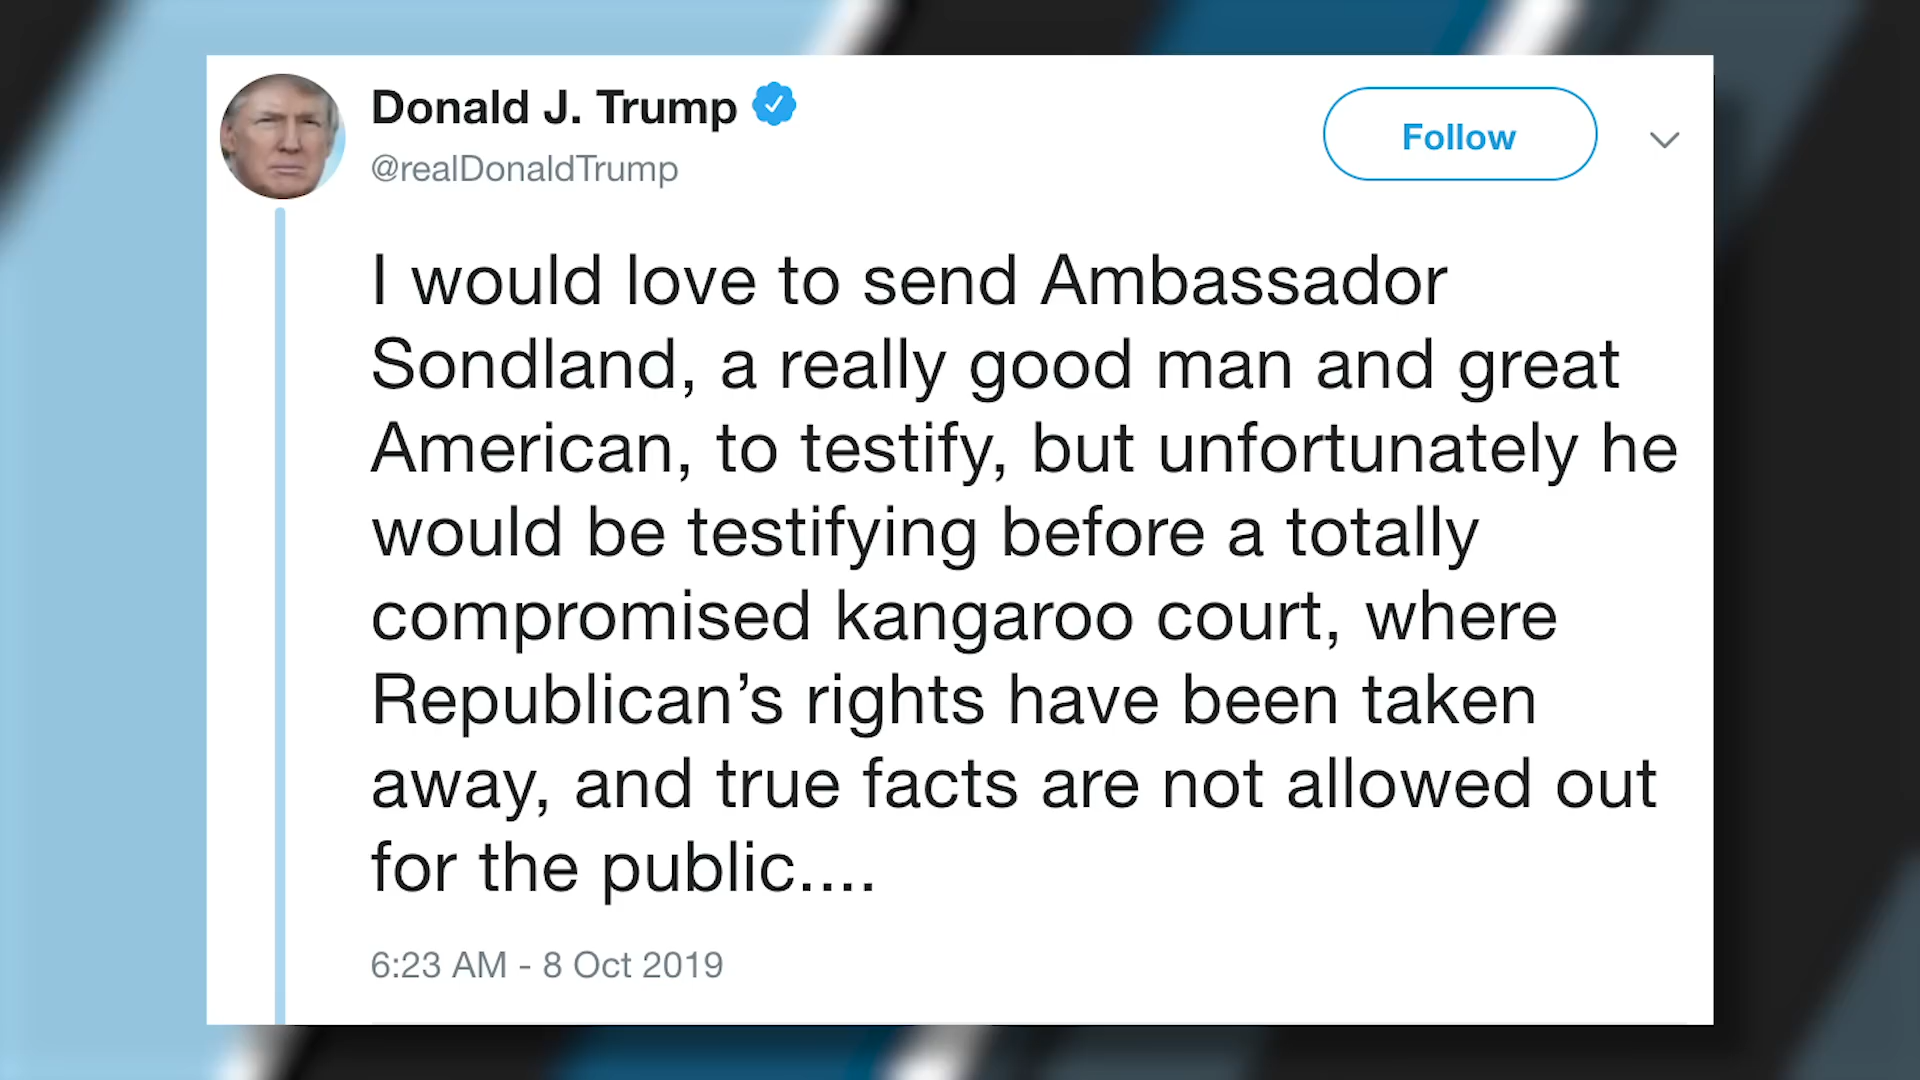 Donald J. Trump
@realDonaldTrump
Follow
I would love to send Ambassador
Sondland, a really good man and great
American, to testify, but unfortunately he
would be testifying before a totally
compromised kangaroo court, where
Republican’s rights have been taken
away, and true facts are not allowed out
for the public....
6:23 AM - 8 Oct 2019